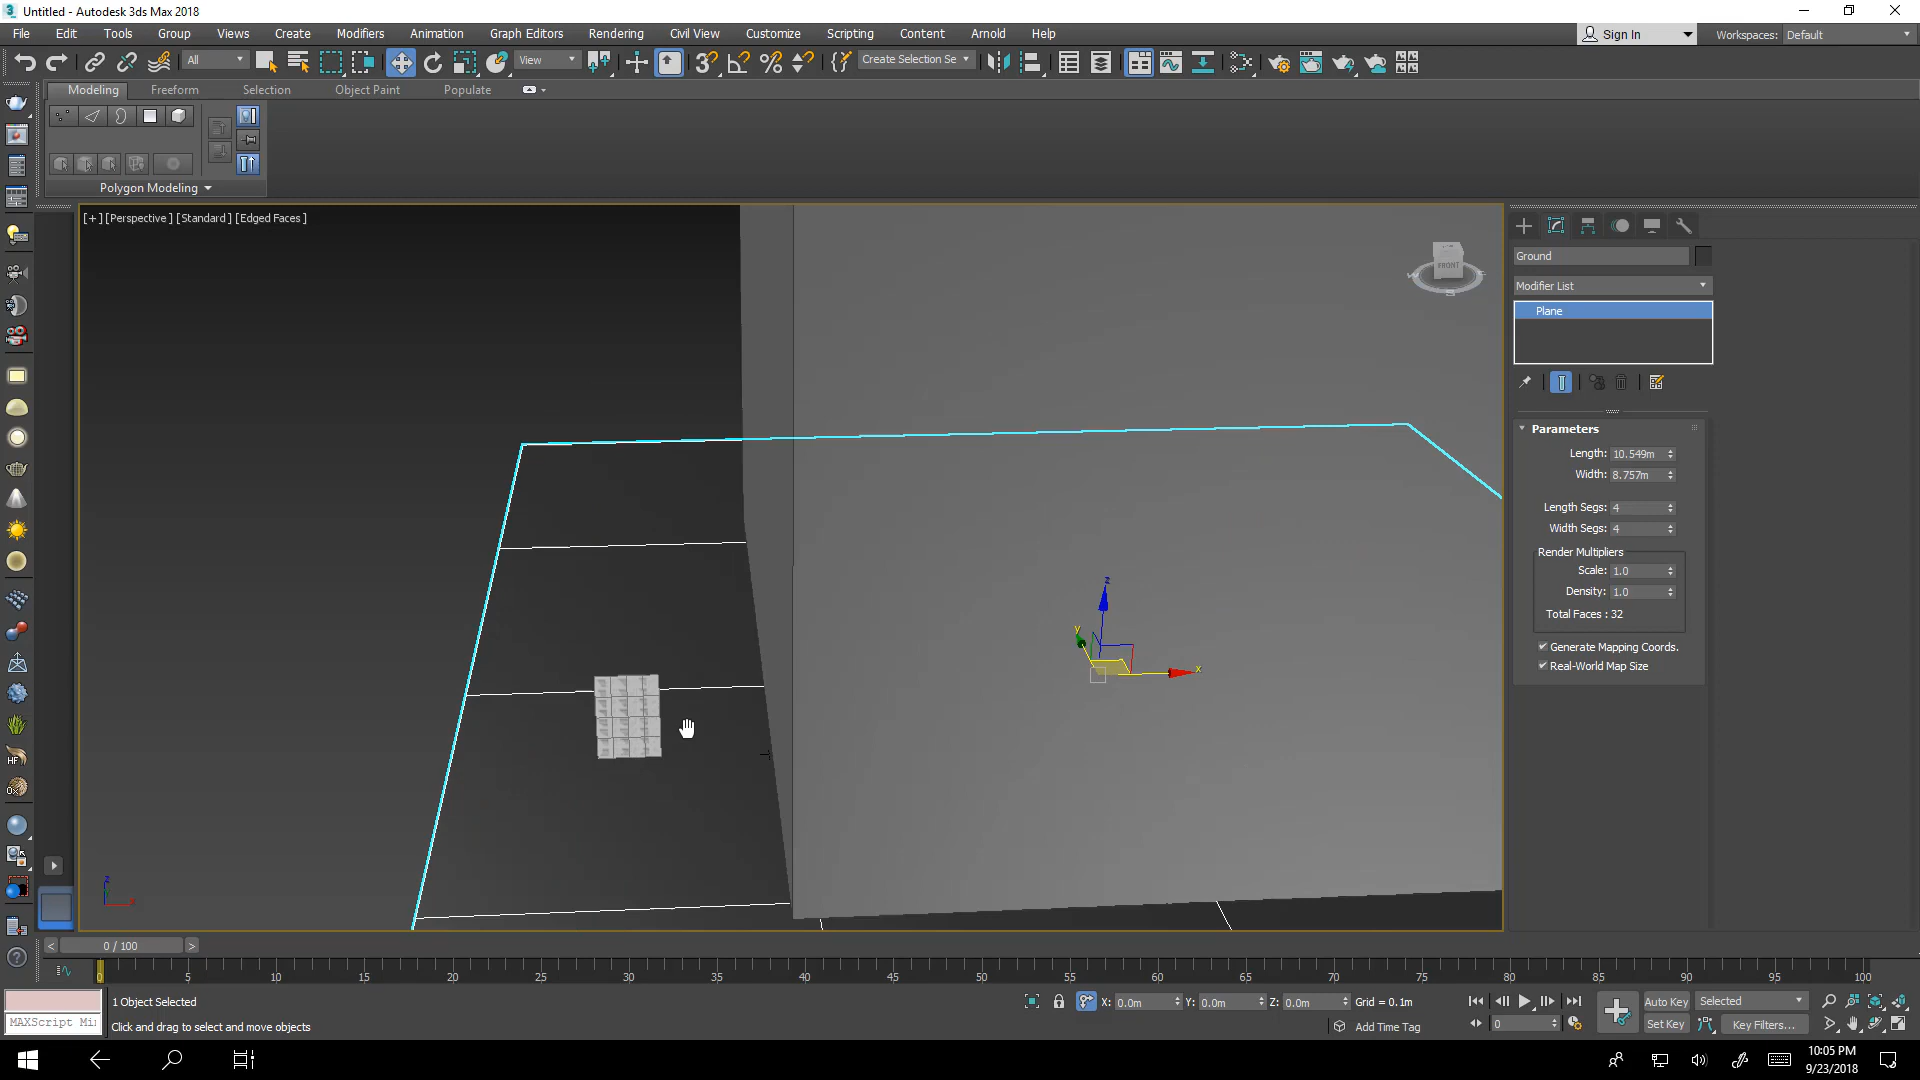 Untitled - Autodesk 3ds Max 2018
File Edit Tools Group Views Create Modifiers Animation Graph Editors Rendering Civil View Customize Scripting Content Arnold Help
Sign In Workspaces: Default
All View Create Selection Se
Modeling Freeform Selection Object Paint Populate
Polygon Modeling
[+] [Perspective ] [Standard ] [Edged Faces ]
FRONT
Ground
Modifier List
Plane
Parameters
Length: 10.549m
Width: 8.757m
Length Segs: 4
Width Segs: 4
Render Multipliers
Scale: 1.0
Density: 1.0
Total Faces : 32
Generate Mapping Coords.
Real-World Map Size
z
y
x
HF
z
x
< 0 / 100 >
0 5 10 15 20 25 30 35 40 45 50 55 60 65 70 75 80 85 90 95 100
1 Object Selected
X: 0.0m Y: 0.0m Z: 0.0m Grid = 0.1m
Auto Key Selected
MAXScript Mi
Click and drag to select and move objects
Add Time Tag
0
Set Key Key Filters...
10:05 PM
9/23/2018